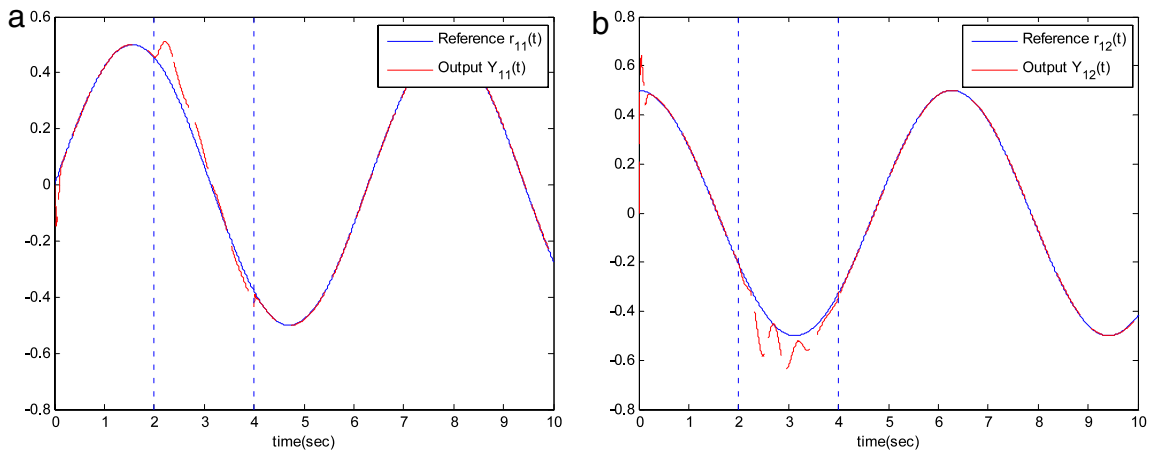 a
0.6
0.4
0.2
0
-0.2
-0.4
-0.6
-0.8
0 1 2 3 4 5 6 7 8 9 10
time(sec)
Reference r11(t)
Output Y11(t)
b
0.8
0.6
0.4
0.2
0
-0.2
-0.4
-0.6
-0.8
0 1 2 3 4 5 6 7 8 9 10
time(sec)
Reference r12(t)
Output Y12(t)